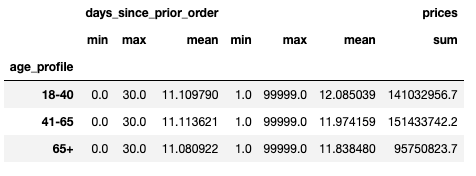 days_since_prior_order prices
min max mean min max mean sum
age_profile
18-40 0.0 30.0 11.109790 1.0 99999.0 12.085039 141032956.7
41-65 0.0 30.0 11.113621 1.0 99999.0 11.974159 151433742.2
65+ 0.0 30.0 11.080922 1.0 99999.0 11.838480 95750823.7